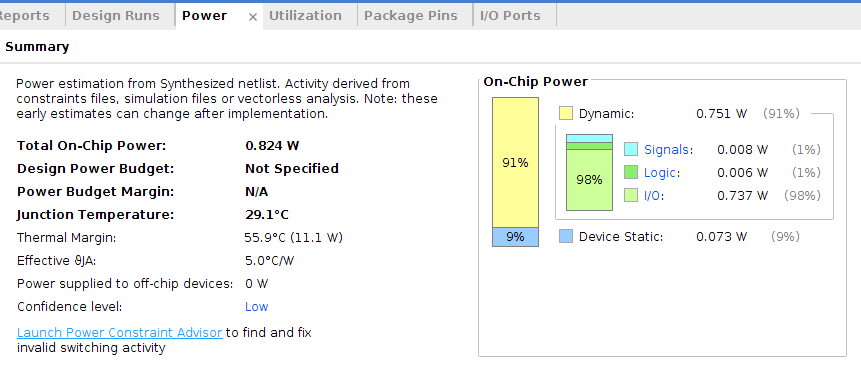 eports
Design Runs
Power
×
Utilization
Package Pins
I/O Ports
Summary
Power estimation from Synthesized netlist. Activity derived from
constraints files, simulation files or vectorless analysis. Note: these
early estimates can change after implementation.
Total On-Chip Power: 0.824 W
Design Power Budget: Not Specified
Power Budget Margin: N/A
Junction Temperature: 29.1°C
Thermal Margin: 55.9°C (11.1 W)
Effective ϑJA: 5.0°C/W
Power supplied to off-chip devices: 0 W
Confidence level: Low
Launch Power Constraint Advisor to find and fix
invalid switching activity
On-Chip Power
91%
9%
Dynamic: 0.751 W (91%)
98%
Signals: 0.008 W (1%)
Logic: 0.006 W (1%)
I/O: 0.737 W (98%)
Device Static: 0.073 W (9%)